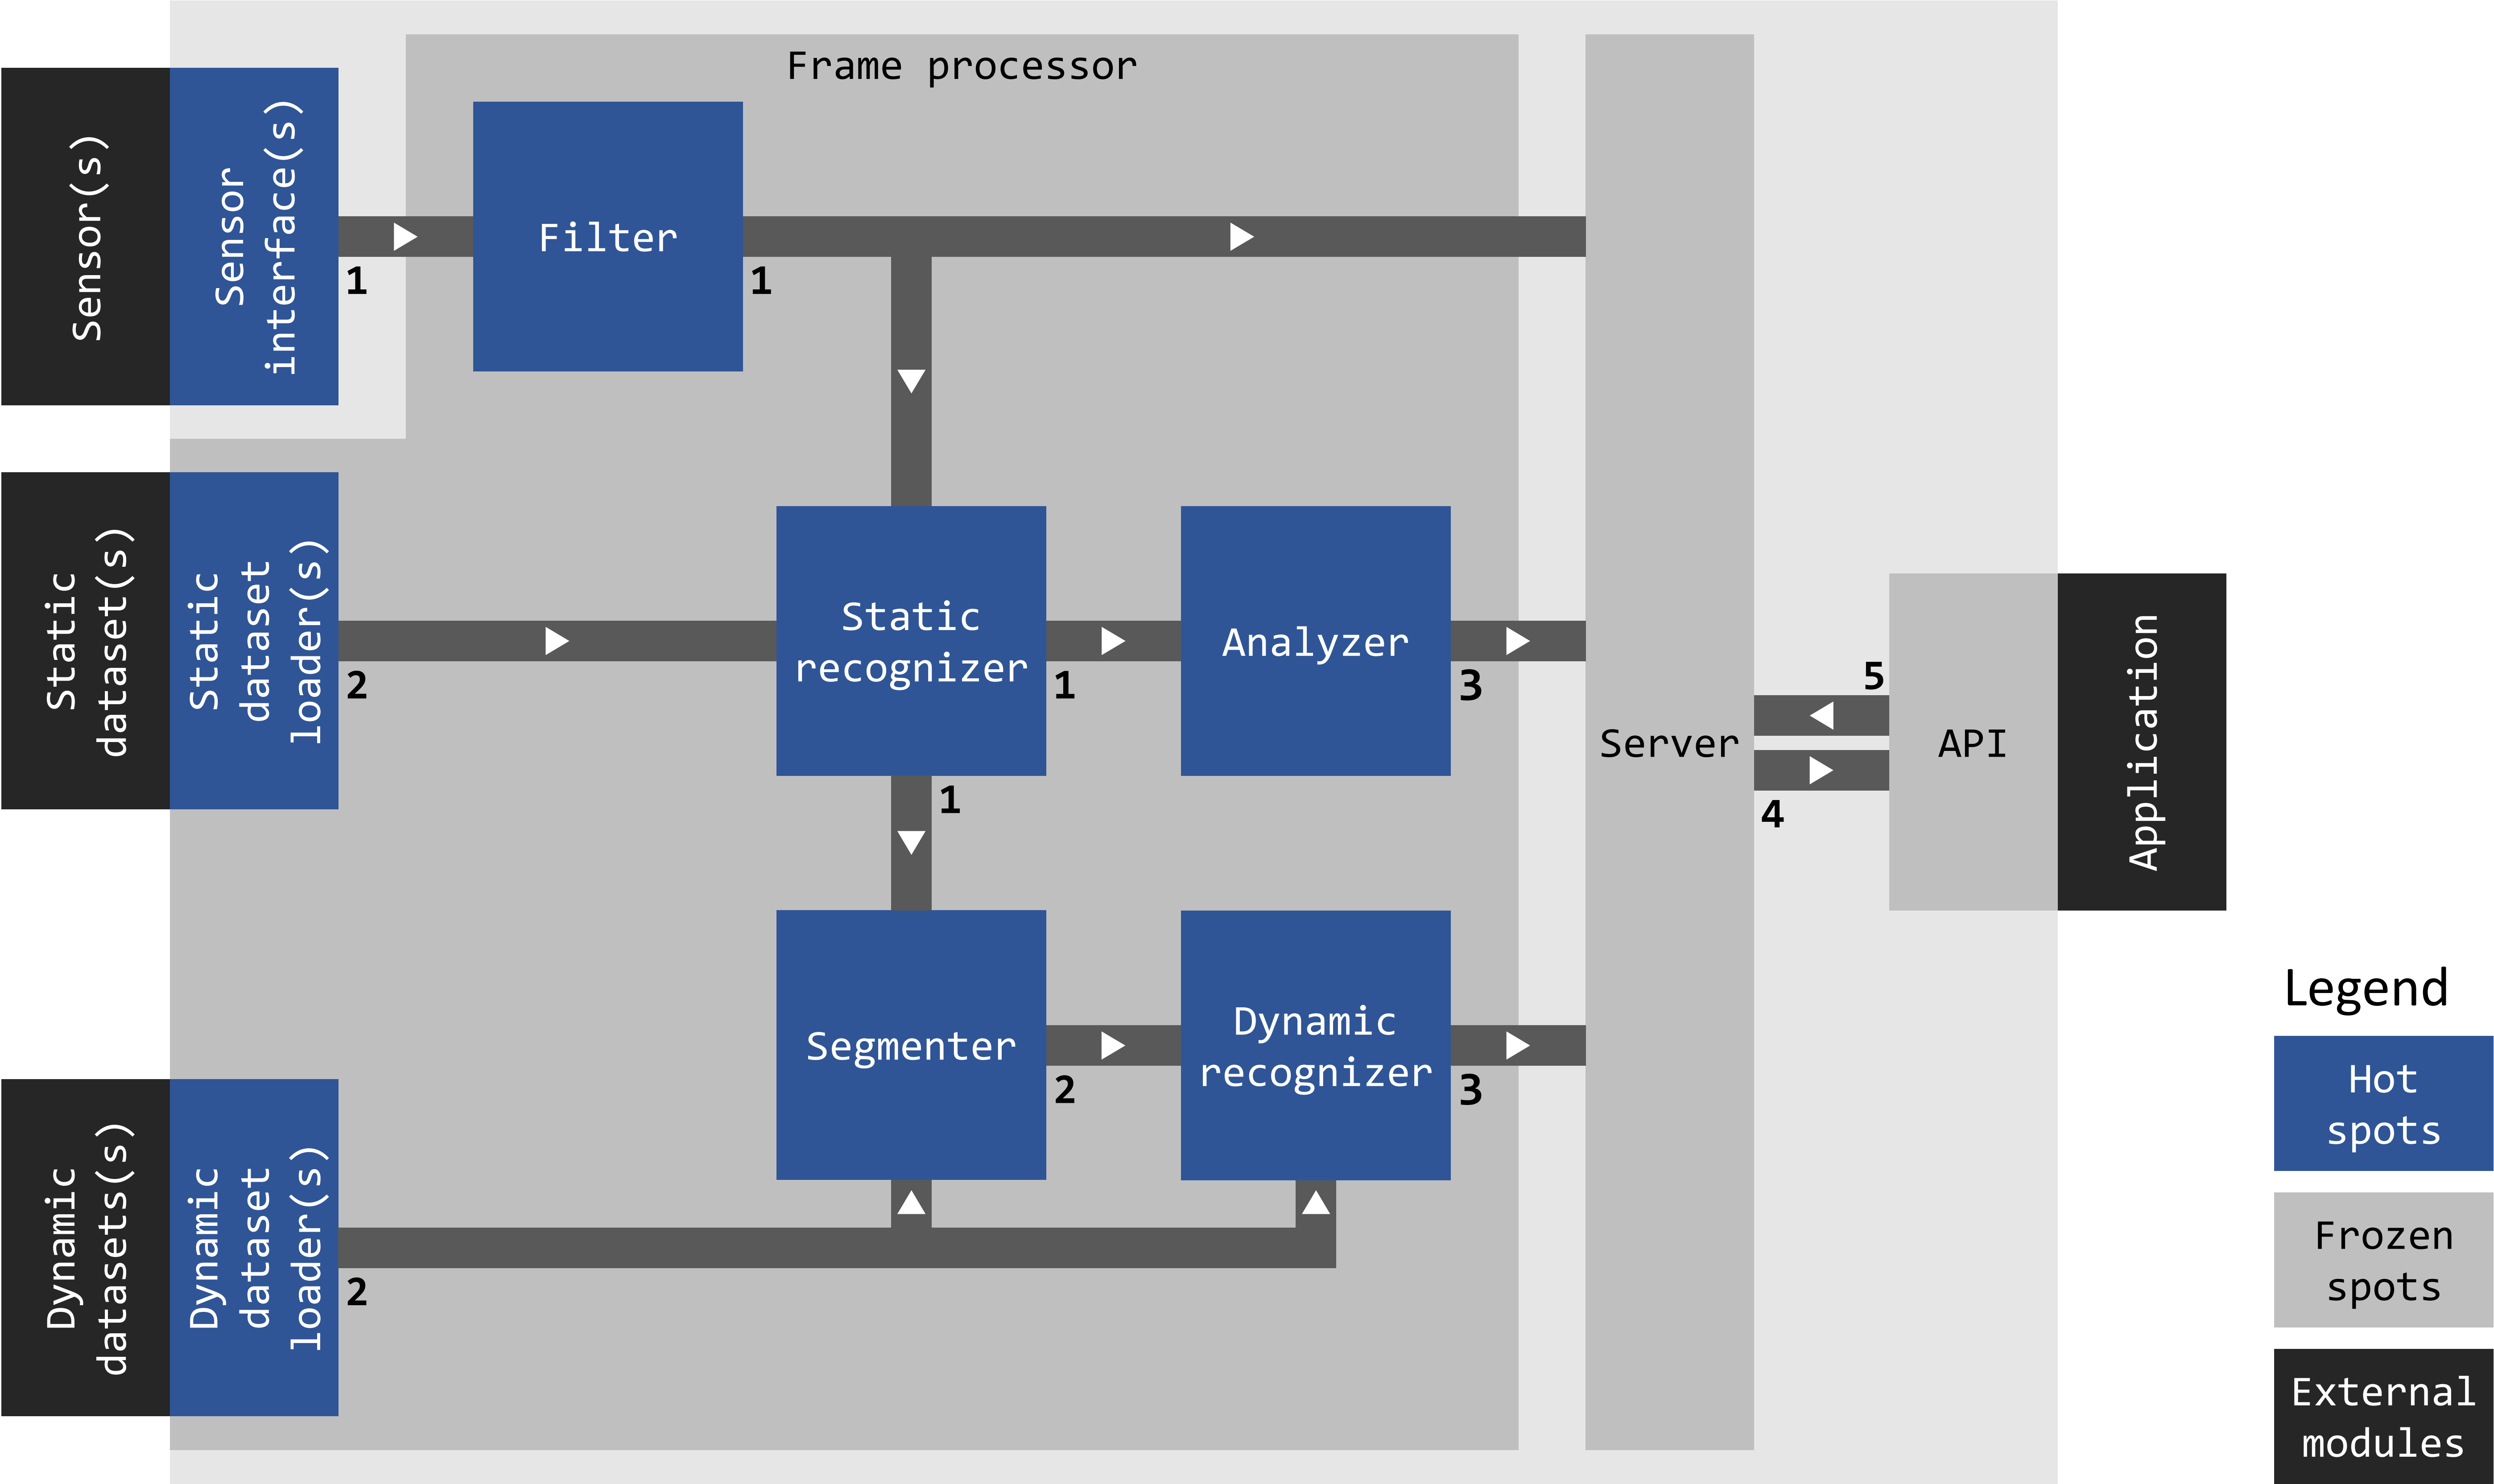 Frame processor
Sensor(s)
Sensor
interface(s)
1
Filter
1
Static
dataset(s)
Static
dataset
loader(s)
2
Static
recognizer
1
1
Analyzer
3
Server
5
4
API
Application
Dynamic
datasets(s)
Dynamic
dataset
loader(s)
2
Segmenter
2
Dynamic
recognizer
3
Legend
Hot
spots
Frozen
spots
External
modules